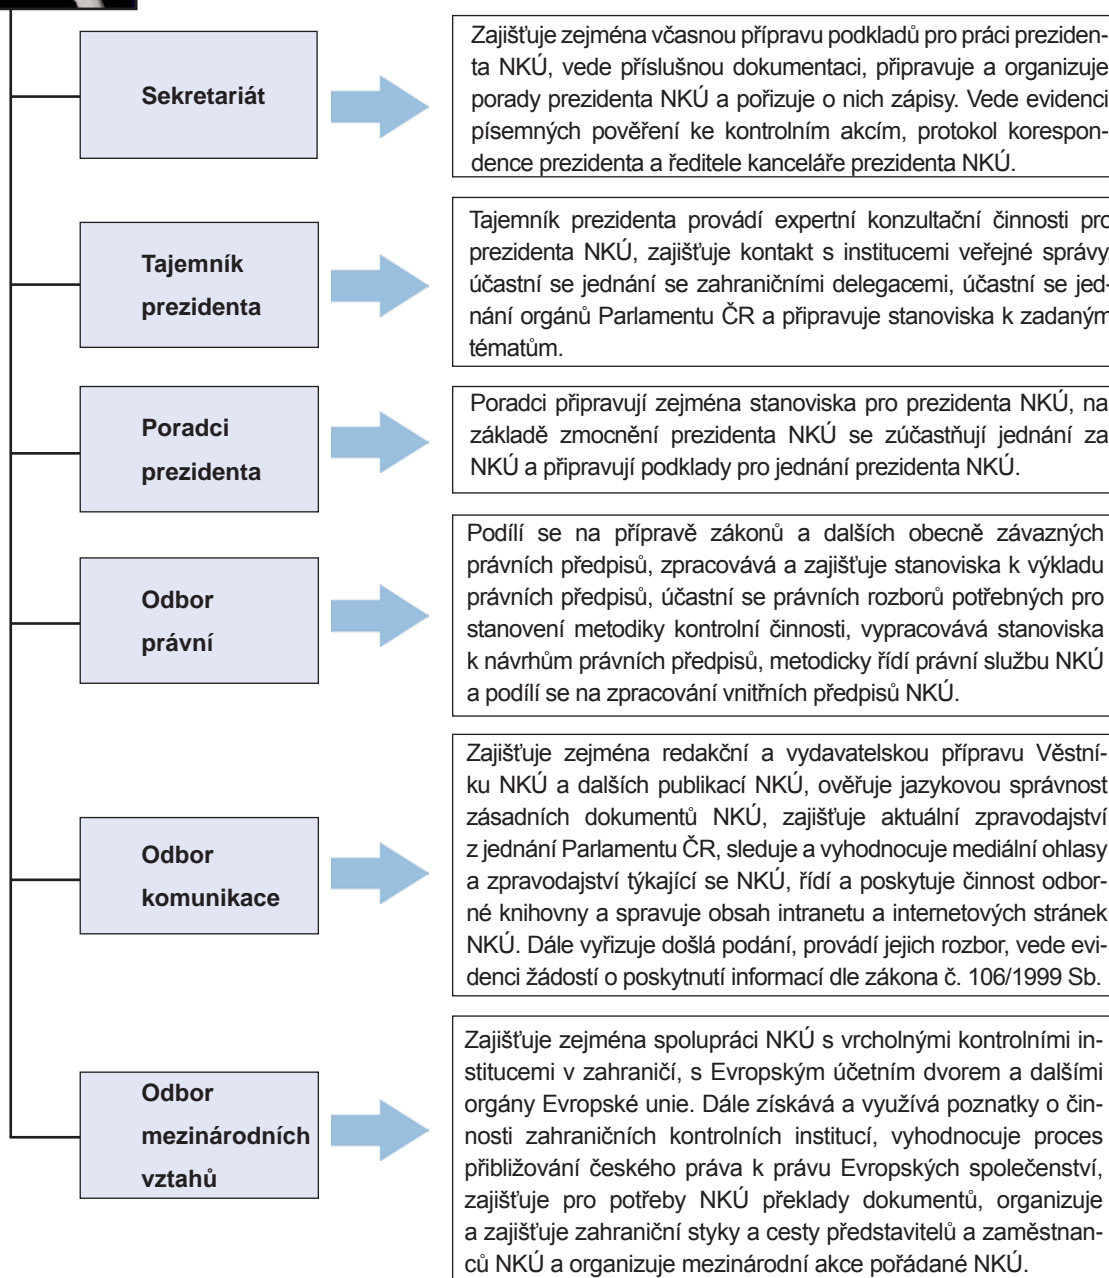 Sekretariát
Zajišťuje zejména včasnou přípravu podkladů pro práci preziden-
ta NKÚ, vede příslušnou dokumentaci, připravuje a organizuje
porady prezidenta NKÚ a pořizuje o nich zápisy. Vede evidenci
písemných pověření ke kontrolním akcím, protokol korespon-
dence prezidenta a ředitele kanceláře prezidenta NKÚ.
Tajemník
prezidenta
Tajemník prezidenta provádí expertní konzultační činnosti pro
prezidenta NKÚ, zajišťuje kontakt s institucemi veřejné správy,
účastní se jednání se zahraničními delegacemi, účastní se jed-
nání orgánů Parlamentu ČR a připravuje stanoviska k zadaným
tématům.
Poradci
prezidenta
Poradci připravují zejména stanoviska pro prezidenta NKÚ, na
základě zmocnění prezidenta NKÚ se zúčastňují jednání za
NKÚ a připravují podklady pro jednání prezidenta NKÚ.
Odbor
právní
Podílí se na přípravě zákonů a dalších obecně závazných
právních předpisů, zpracovává a zajišťuje stanoviska k výkladu
právních předpisů, účastní se právních rozborů potřebných pro
stanovení metodiky kontrolní činnosti, vypracovává stanoviska
k návrhům právních předpisů, metodicky řídí právní službu NKÚ
a podílí se na zpracování vnitřních předpisů NKÚ.
Odbor
komunikace
Zajišťuje zejména redakční a vydavatelskou přípravu Věstní-
ku NKÚ a dalších publikací NKÚ, ověřuje jazykovou správnost
zásadních dokumentů NKÚ, zajišťuje aktuální zpravodajství
z jednání Parlamentu ČR, sleduje a vyhodnocuje mediální ohlasy
a zpravodajství týkající se NKÚ, řídí a poskytuje činnost odbor-
né knihovny a spravuje obsah intranetu a internetových stránek
NKÚ. Dále vyřizuje došlá podání, provádí jejich rozbor, vede evi-
denci žádostí o poskytnutí informací dle zákona č. 106/1999 Sb.
Odbor
mezinárodních
vztahů
Zajišťuje zejména spolupráci NKÚ s vrcholnými kontrolními in-
stitucemi v zahraničí, s Evropským účetním dvorem a dalšími
orgány Evropské unie. Dále získává a využívá poznatky o čin-
nosti zahraničních kontrolních institucí, vyhodnocuje proces
přibližování českého práva k právu Evropských společenství,
zajišťuje pro potřeby NKÚ překlady dokumentů, organizuje
a zajišťuje zahraniční styky a cesty představitelů a zaměstnan-
ců NKÚ a organizuje mezinárodní akce pořádané NKÚ.